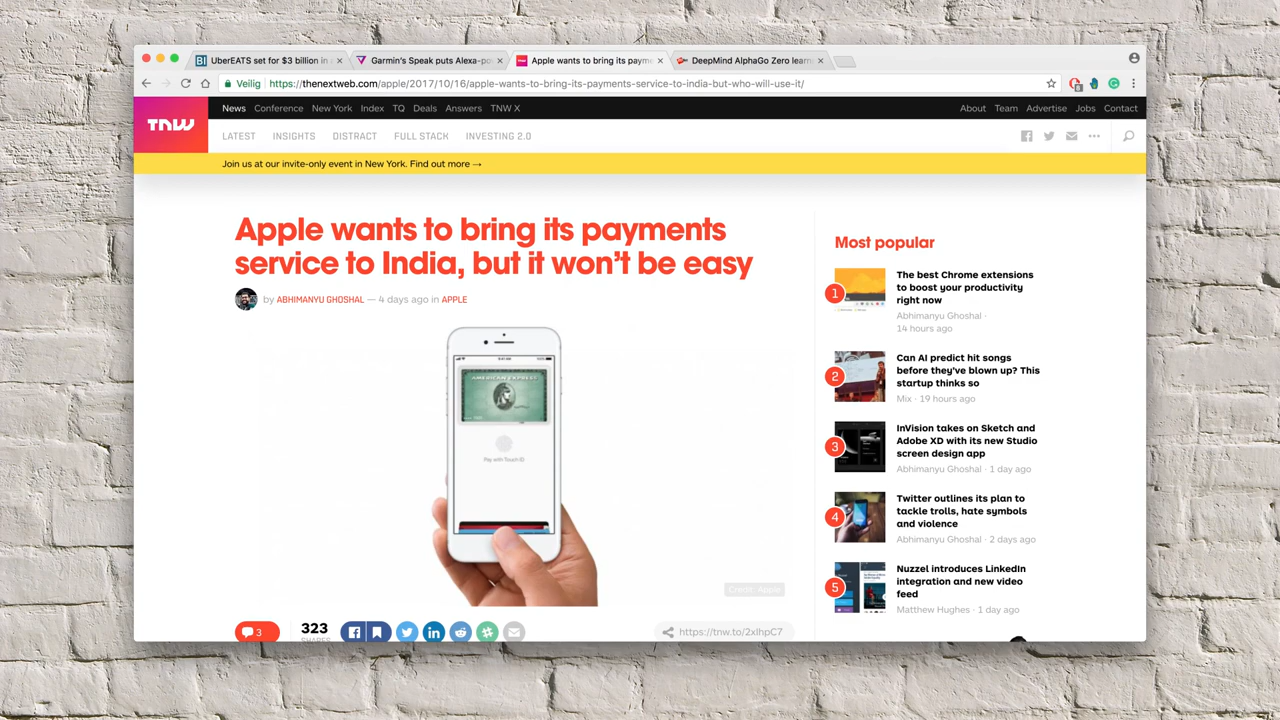 UberEATS set for $3 billion in
Garmin's Speak puts Alexa-po
Apple wants to bring its paym
DeepMind AlphaGo Zero learn
Veilig
https://thenextweb.com/apple/2017/10/16/apple-wants-to-bring-its-payments-service-to-india-but-who-will-use-it/
TNW
News Conference New York Index TQ Deals Answers TNW X
About Team Advertise Jobs Contact
LATEST INSIGHTS DISTRACT FULL STACK INVESTING 2.0
Join us at our invite-only event in New York. Find out more →
Apple wants to bring its payments
service to India, but it won't be easy
by ABHIMANYU GHOSHAL — 4 days ago in APPLE
AMERICAN EXPRESS
Pay with Touch ID
Credit: Apple
3
323
SHARES
https://tnw.to/2xIhpC7
Most popular
1
The best Chrome extensions
to boost your productivity
right now
Abhimanyu Ghoshal ·
14 hours ago
2
Can AI predict hit songs
before they've blown up? This
startup thinks so
Mix · 19 hours ago
3
InVision takes on Sketch and
Adobe XD with its new Studio
screen design app
Abhimanyu Ghoshal · 1 day ago
4
Twitter outlines its plan to
tackle trolls, hate symbols
and violence
Abhimanyu Ghoshal · 2 days ago
5
Nuzzel introduces LinkedIn
integration and new video
feed
Matthew Hughes · 1 day ago